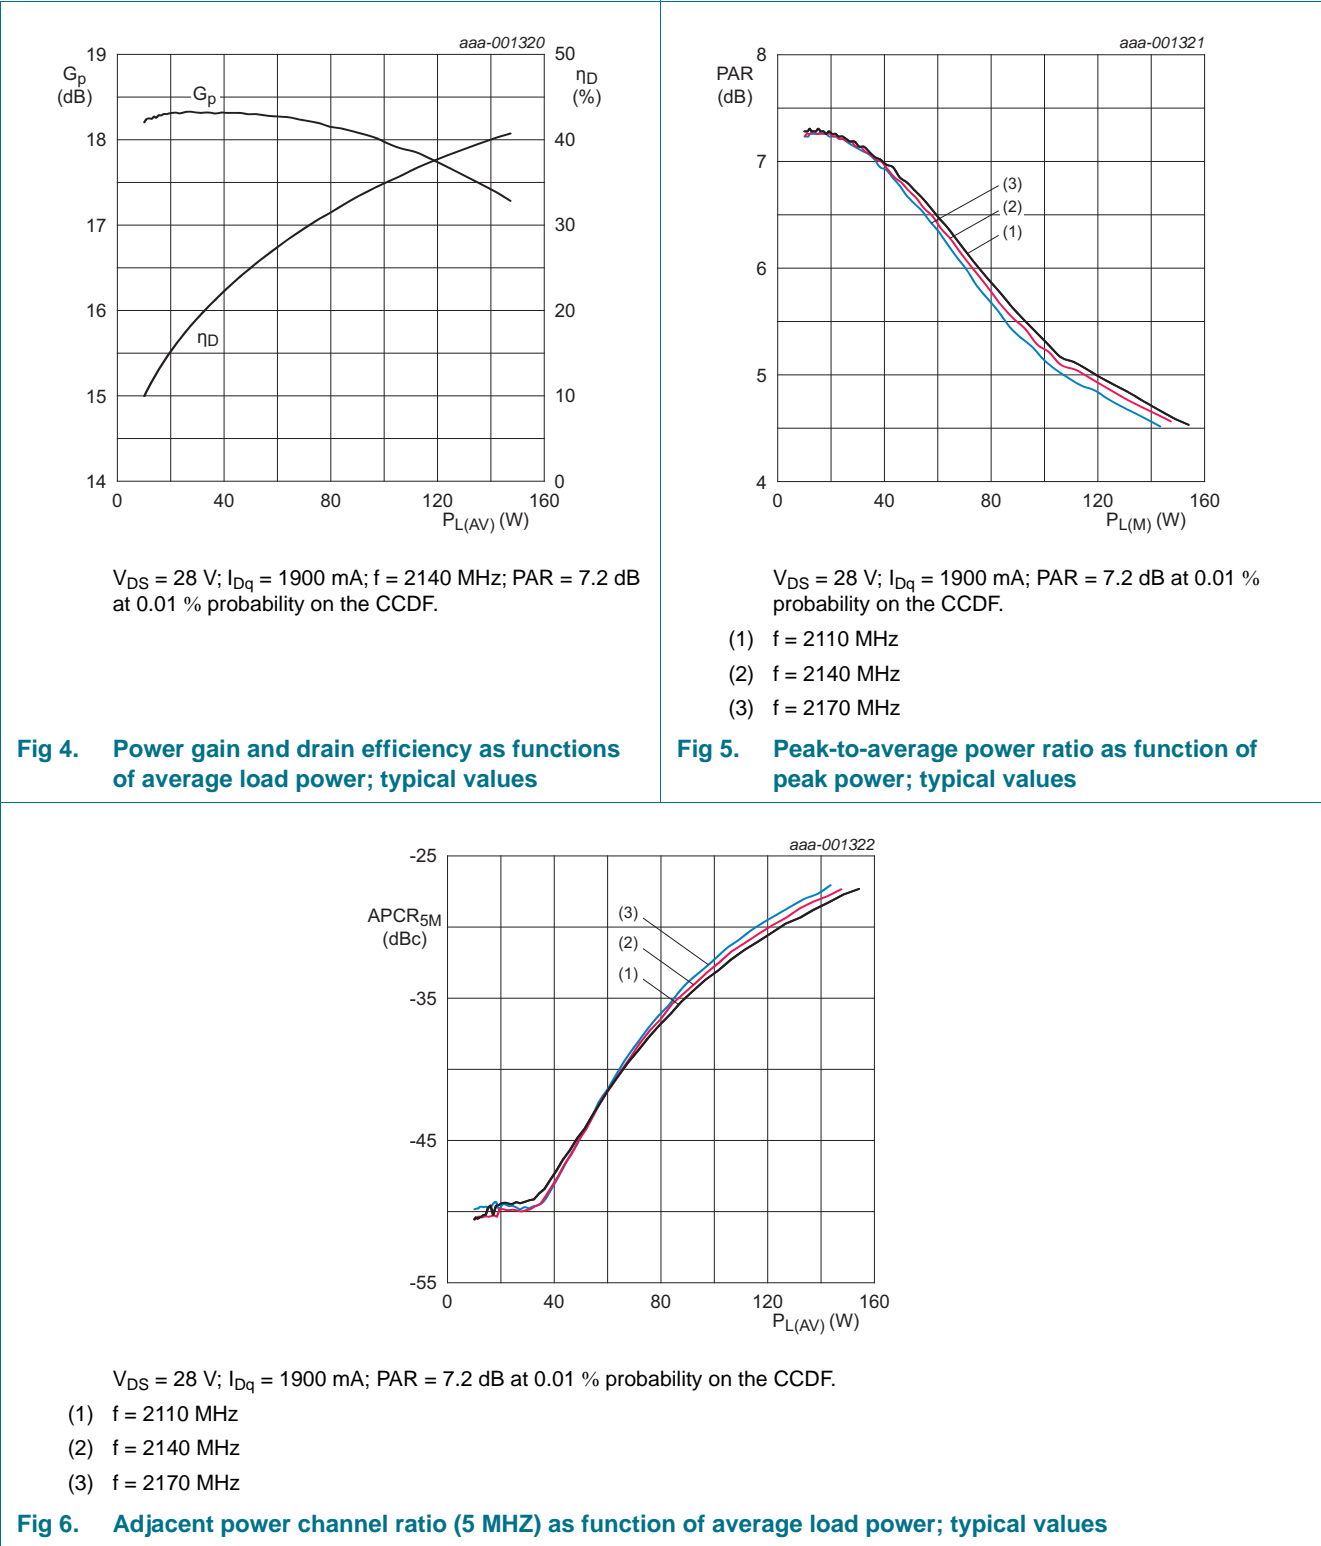 aaa-001320
19
50
Gp
(dB)
ηD
(%)
Gp
18
40
17
30
16
20
ηD
15
10
14
0
0
40
80
120
160
PL(AV) (W)
VDS = 28 V; IDq = 1900 mA; f = 2140 MHz; PAR = 7.2 dB
at 0.01 % probability on the CCDF.
Fig 4. Power gain and drain efficiency as functions
of average load power; typical values
aaa-001321
8
PAR
(dB)
7
(3)
(2)
(1)
6
5
4
0
40
80
120
160
PL(M) (W)
VDS = 28 V; IDq = 1900 mA; PAR = 7.2 dB at 0.01 %
probability on the CCDF.
(1) f = 2110 MHz
(2) f = 2140 MHz
(3) f = 2170 MHz
Fig 5. Peak-to-average power ratio as function of
peak power; typical values
aaa-001322
-25
APCR5M
(dBc)
(3)
(2)
(1)
-35
-45
-55
0
40
80
120
160
PL(AV) (W)
VDS = 28 V; IDq = 1900 mA; PAR = 7.2 dB at 0.01 % probability on the CCDF.
(1) f = 2110 MHz
(2) f = 2140 MHz
(3) f = 2170 MHz
Fig 6. Adjacent power channel ratio (5 MHZ) as function of average load power; typical values